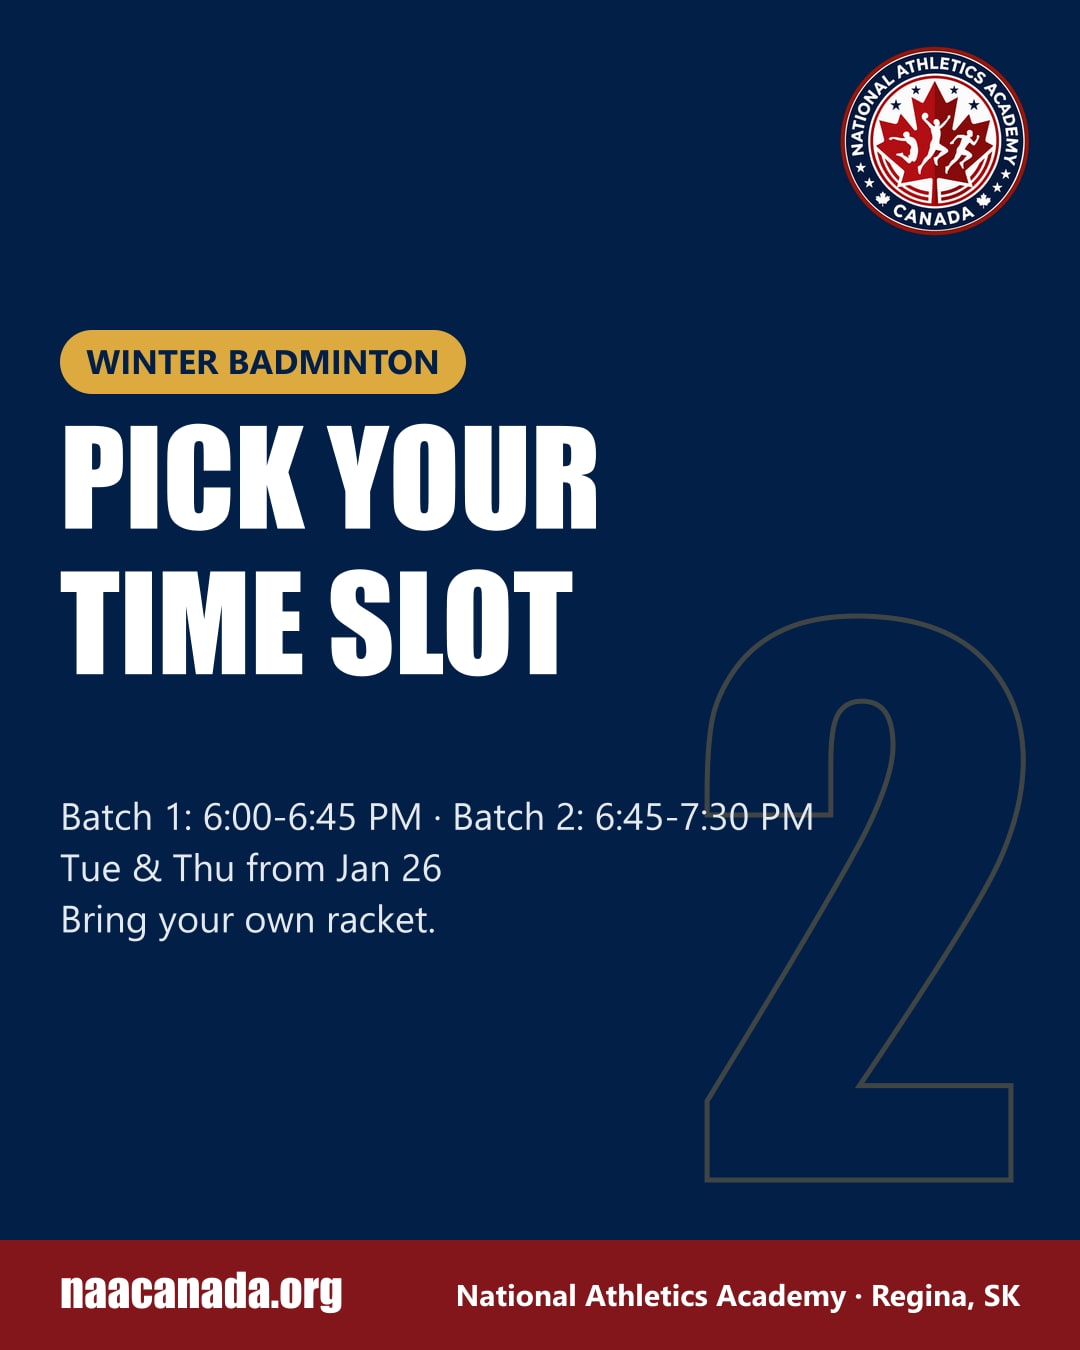 NATIONAL ATHLETICS ACADEMY
CANADA
WINTER BADMINTON
PICK YOUR
TIME SLOT
2
Batch 1: 6:00-6:45 PM · Batch 2: 6:45-7:30 PM
Tue & Thu from Jan 26
Bring your own racket.
naacanada.org
National Athletics Academy · Regina, SK